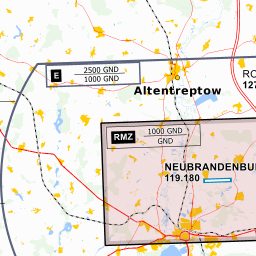 E 2500 GND
1000 GND
RO
127
Altentreptow
RMZ 1000 GND
GND
NEUBRANDENBU
119.180